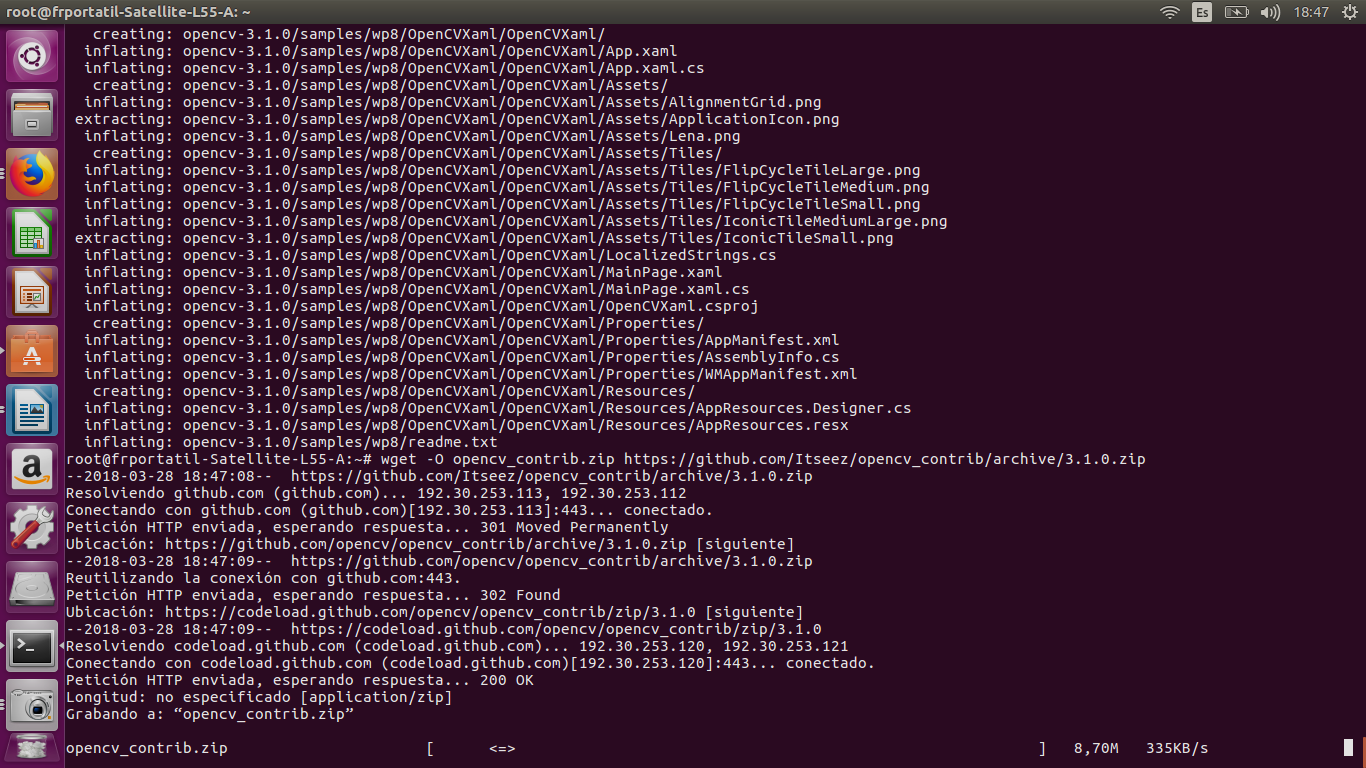 root@frportatil-Satellite-L55-A: ~
Es
18:47
creating: opencv-3.1.0/samples/wp8/OpenCVXaml/OpenCVXaml/
inflating: opencv-3.1.0/samples/wp8/OpenCVXaml/OpenCVXaml/App.xaml
inflating: opencv-3.1.0/samples/wp8/OpenCVXaml/OpenCVXaml/App.xaml.cs
creating: opencv-3.1.0/samples/wp8/OpenCVXaml/OpenCVXaml/Assets/
inflating: opencv-3.1.0/samples/wp8/OpenCVXaml/OpenCVXaml/Assets/AlignmentGrid.png
extracting: opencv-3.1.0/samples/wp8/OpenCVXaml/OpenCVXaml/Assets/ApplicationIcon.png
inflating: opencv-3.1.0/samples/wp8/OpenCVXaml/OpenCVXaml/Assets/Lena.png
creating: opencv-3.1.0/samples/wp8/OpenCVXaml/OpenCVXaml/Assets/Tiles/
inflating: opencv-3.1.0/samples/wp8/OpenCVXaml/OpenCVXaml/Assets/Tiles/FlipCycleTileLarge.png
inflating: opencv-3.1.0/samples/wp8/OpenCVXaml/OpenCVXaml/Assets/Tiles/FlipCycleTileMedium.png
inflating: opencv-3.1.0/samples/wp8/OpenCVXaml/OpenCVXaml/Assets/Tiles/FlipCycleTileSmall.png
inflating: opencv-3.1.0/samples/wp8/OpenCVXaml/OpenCVXaml/Assets/Tiles/IconicTileMediumLarge.png
extracting: opencv-3.1.0/samples/wp8/OpenCVXaml/OpenCVXaml/Assets/Tiles/IconicTileSmall.png
inflating: opencv-3.1.0/samples/wp8/OpenCVXaml/OpenCVXaml/LocalizedStrings.cs
inflating: opencv-3.1.0/samples/wp8/OpenCVXaml/OpenCVXaml/MainPage.xaml
inflating: opencv-3.1.0/samples/wp8/OpenCVXaml/OpenCVXaml/MainPage.xaml.cs
inflating: opencv-3.1.0/samples/wp8/OpenCVXaml/OpenCVXaml/OpenCVXaml.csproj
creating: opencv-3.1.0/samples/wp8/OpenCVXaml/OpenCVXaml/Properties/
inflating: opencv-3.1.0/samples/wp8/OpenCVXaml/OpenCVXaml/Properties/AppManifest.xml
inflating: opencv-3.1.0/samples/wp8/OpenCVXaml/OpenCVXaml/Properties/AssemblyInfo.cs
inflating: opencv-3.1.0/samples/wp8/OpenCVXaml/OpenCVXaml/Properties/WMAppManifest.xml
creating: opencv-3.1.0/samples/wp8/OpenCVXaml/OpenCVXaml/Resources/
inflating: opencv-3.1.0/samples/wp8/OpenCVXaml/OpenCVXaml/Resources/AppResources.Designer.cs
inflating: opencv-3.1.0/samples/wp8/OpenCVXaml/OpenCVXaml/Resources/AppResources.resx
inflating: opencv-3.1.0/samples/wp8/readme.txt
root@frportatil-Satellite-L55-A:~# wget -O opencv_contrib.zip https://github.com/Itseez/opencv_contrib/archive/3.1.0.zip
--2018-03-28 18:47:08--  https://github.com/Itseez/opencv_contrib/archive/3.1.0.zip
Resolviendo github.com (github.com)... 192.30.253.113, 192.30.253.112
Conectando con github.com (github.com)[192.30.253.113]:443... conectado.
Petición HTTP enviada, esperando respuesta... 301 Moved Permanently
Ubicación: https://github.com/opencv/opencv_contrib/archive/3.1.0.zip [siguiente]
--2018-03-28 18:47:09--  https://github.com/opencv/opencv_contrib/archive/3.1.0.zip
Reutilizando la conexión con github.com:443.
Petición HTTP enviada, esperando respuesta... 302 Found
Ubicación: https://codeload.github.com/opencv/opencv_contrib/zip/3.1.0 [siguiente]
--2018-03-28 18:47:09--  https://codeload.github.com/opencv/opencv_contrib/zip/3.1.0
Resolviendo codeload.github.com (codeload.github.com)... 192.30.253.120, 192.30.253.121
Conectando con codeload.github.com (codeload.github.com)[192.30.253.120]:443... conectado.
Petición HTTP enviada, esperando respuesta... 200 OK
Longitud: no especificado [application/zip]
Grabando a: “opencv_contrib.zip”
opencv_contrib.zip [ <=> ] 8,70M 335KB/s